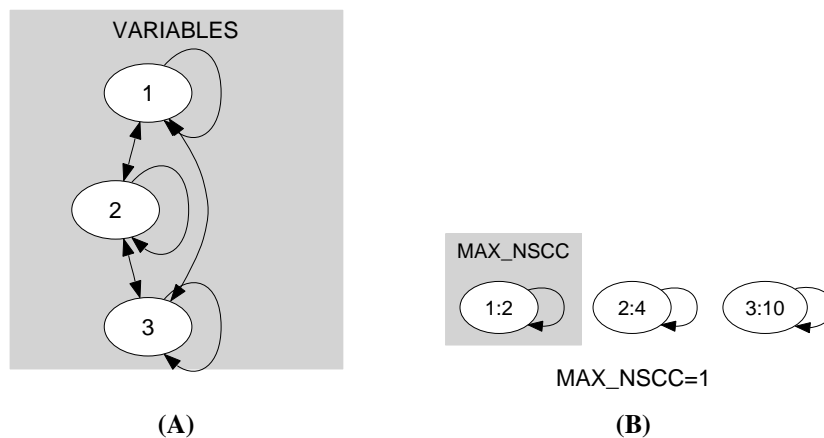 VARIABLES
1
2
3
(A)
MAX_NSCC
1:2
2:4
3:10
MAX_NSCC=1
(B)